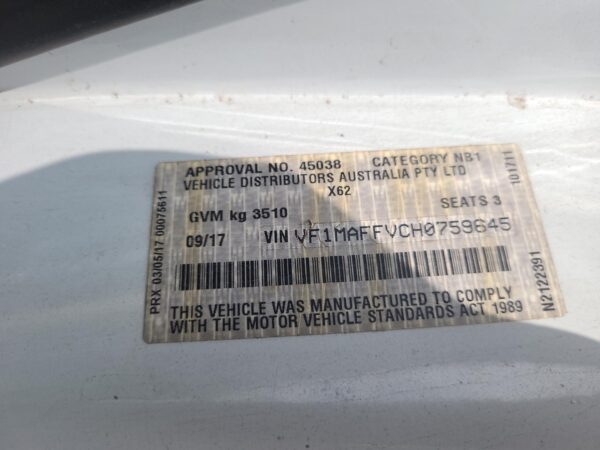 APPROVAL NO. 45038 CATEGORY NB1
VEHICLE DISTRIBUTORS AUSTRALIA PTY LTD
X62
GVM kg 3510 SEATS 3
09/17 VIN VF1MAFFVCH0759645
THIS VEHICLE WAS MANUFACTURED TO COMPLY
WITH THE MOTOR VEHICLE STANDARDS ACT 1989
PRX 03/05/17 00075611
101711
N2122391